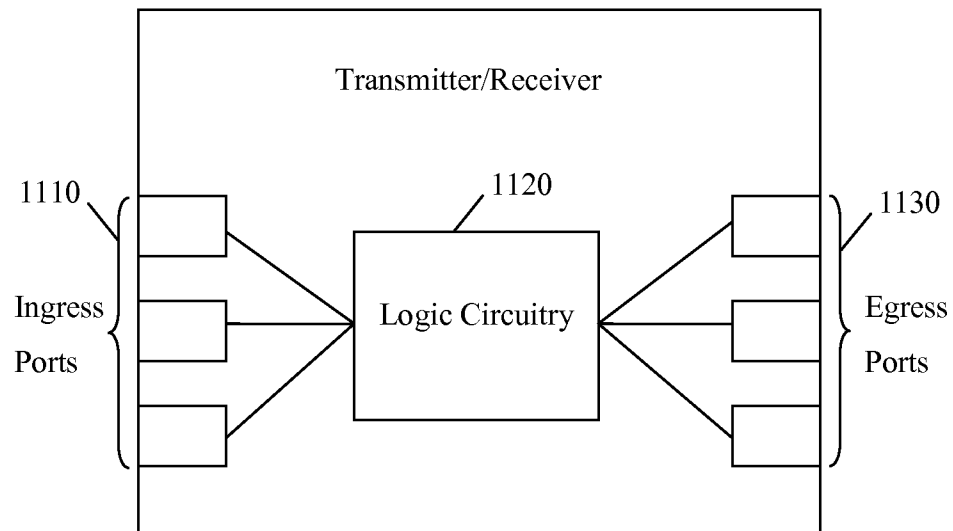 Transmitter/Receiver
1110
1120
1130
Ingress
Ports
Logic Circuitry
Egress
Ports